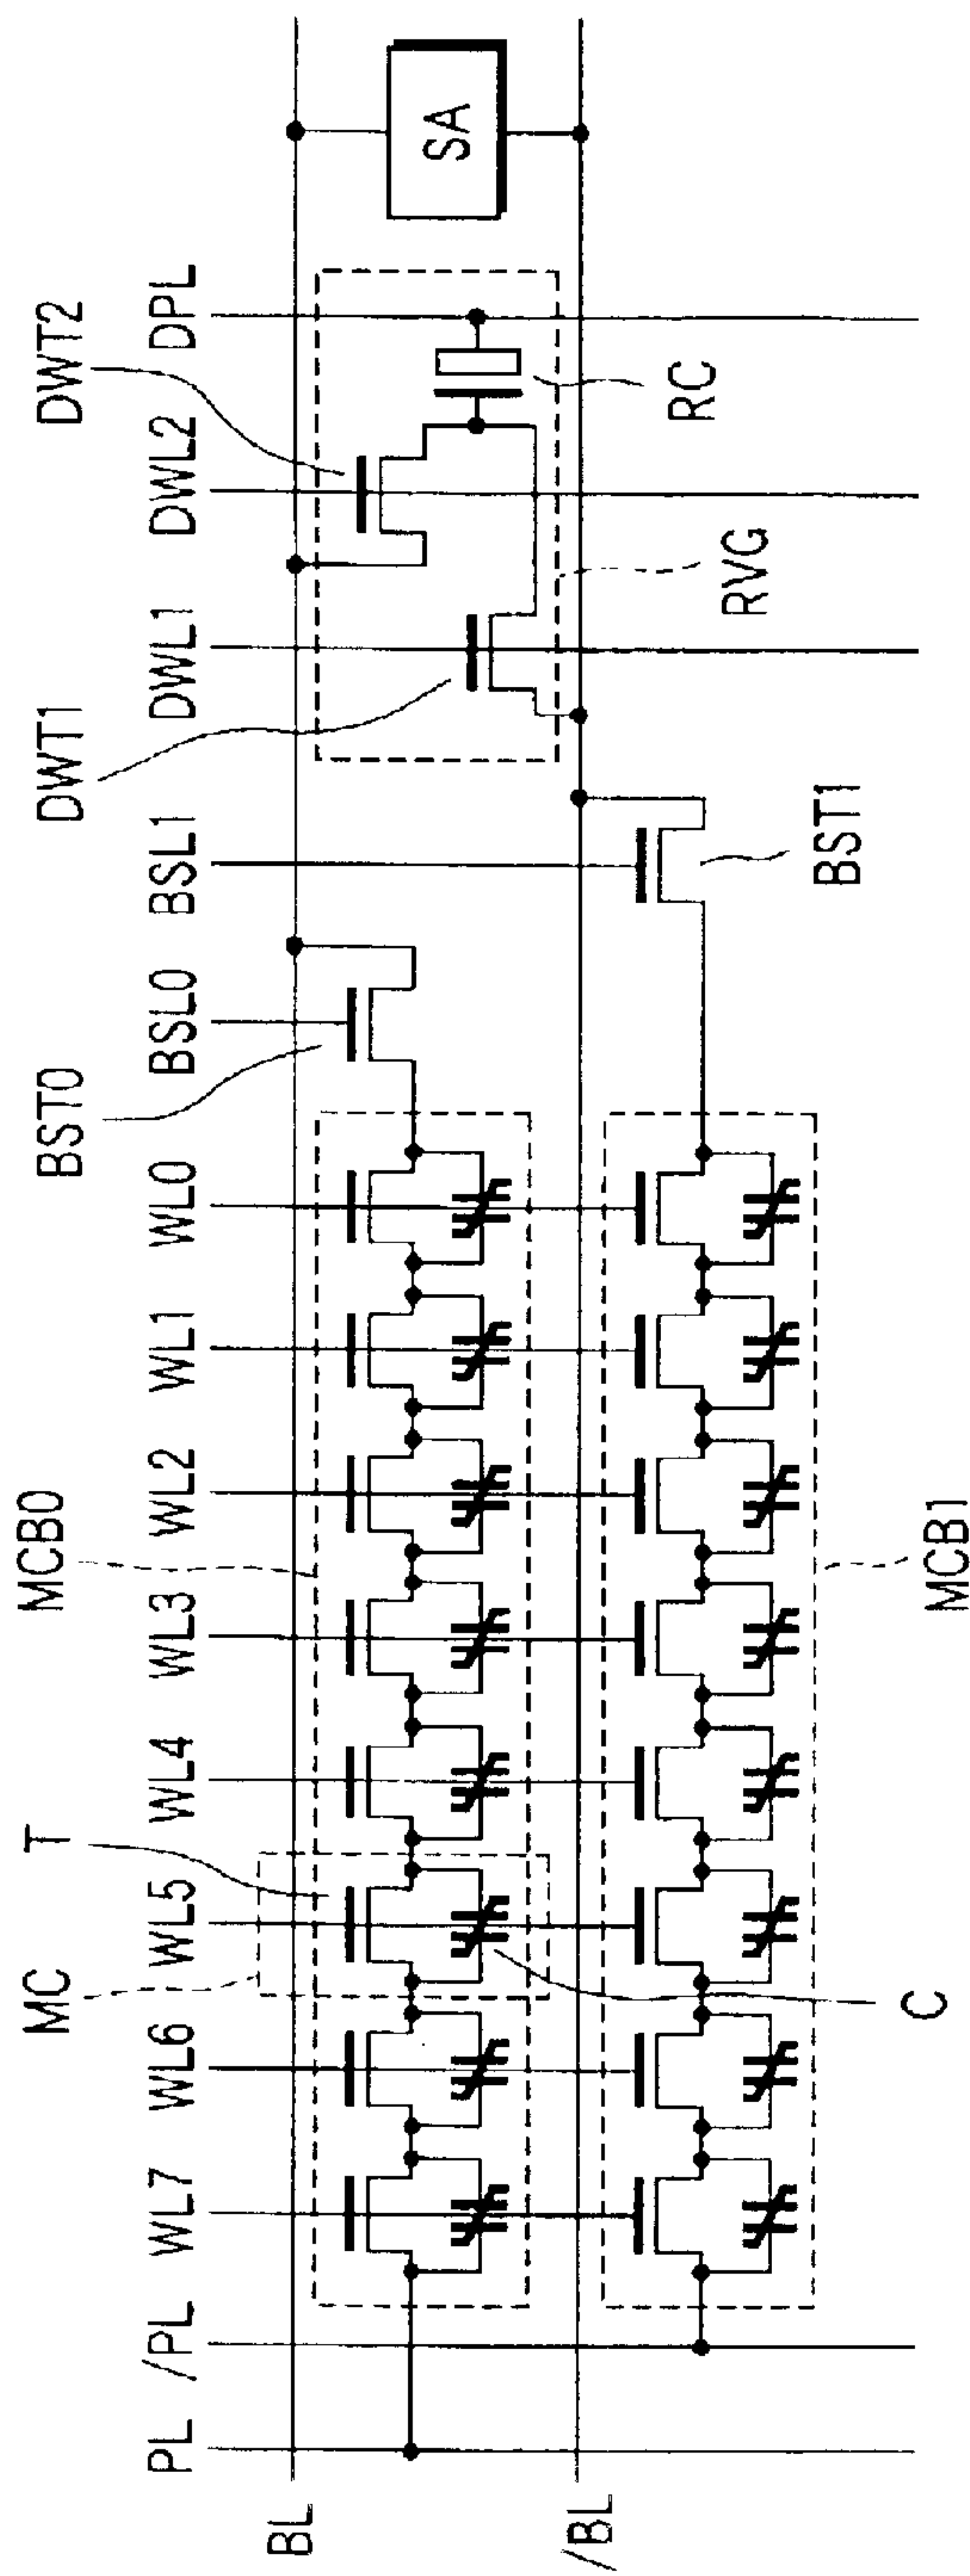 MCB0
BST0
DWT1
DWT2
MC
T
PL
/PL
WL7
WL6
WL5
WL4
WL3
WL2
WL1
WL0
BSL0
BSL1
DWL1
DWL2
DPL
BL
SA
/BL
RC
RVG
BST1
C
MCB1